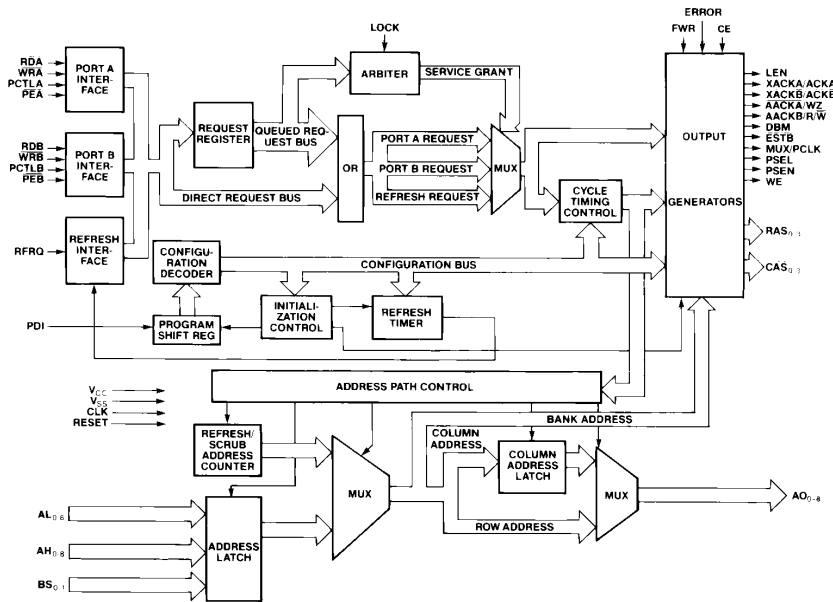 ERROR
FWR
CE
LOCK
RDA
WRA
PCTLA
PEA
PORT A
INTER-
FACE
ARBITER
SERVICE GRANT
REQUEST
REGISTER
QUEUED REQ-
UEST BUS
OR
PORT A REQUEST
PORT B REQUEST
REFRESH REQUEST
MUX
DIRECT REQUEST BUS
RDB
WRB
PCTLB
PEB
PORT B
INTER-
FACE
OUTPUT
GENERATORS
LEN
XACKA/ACKA
XACKB/ACKB
AACKA/WZ
AACKB/R/W
DBM
ESTB
MUX/PCLK
PSEL
PSEN
WE
RAS0-3
CAS0-3
CYCLE
TIMING
CONTROL
RFRQ
REFRESH
INTER-
FACE
CONFIGU-
RATION
DECODER
CONFIGURATION BUS
PDI
PROGRAM
SHIFT REG
INITIAL-
IZATION
CONTROL
REFRESH
TIMER
VCC
VSS
CLK
RESET
ADDRESS PATH CONTROL
BANK ADDRESS
REFRESH/
SCRUB
ADDRESS
COUNTER
MUX
COLUMN
ADDRESS
COLUMN
ADDRESS
LATCH
MUX
ROW ADDRESS
AO0-8
AL0-8
AH0-8
BS0-1
ADDRESS
LATCH